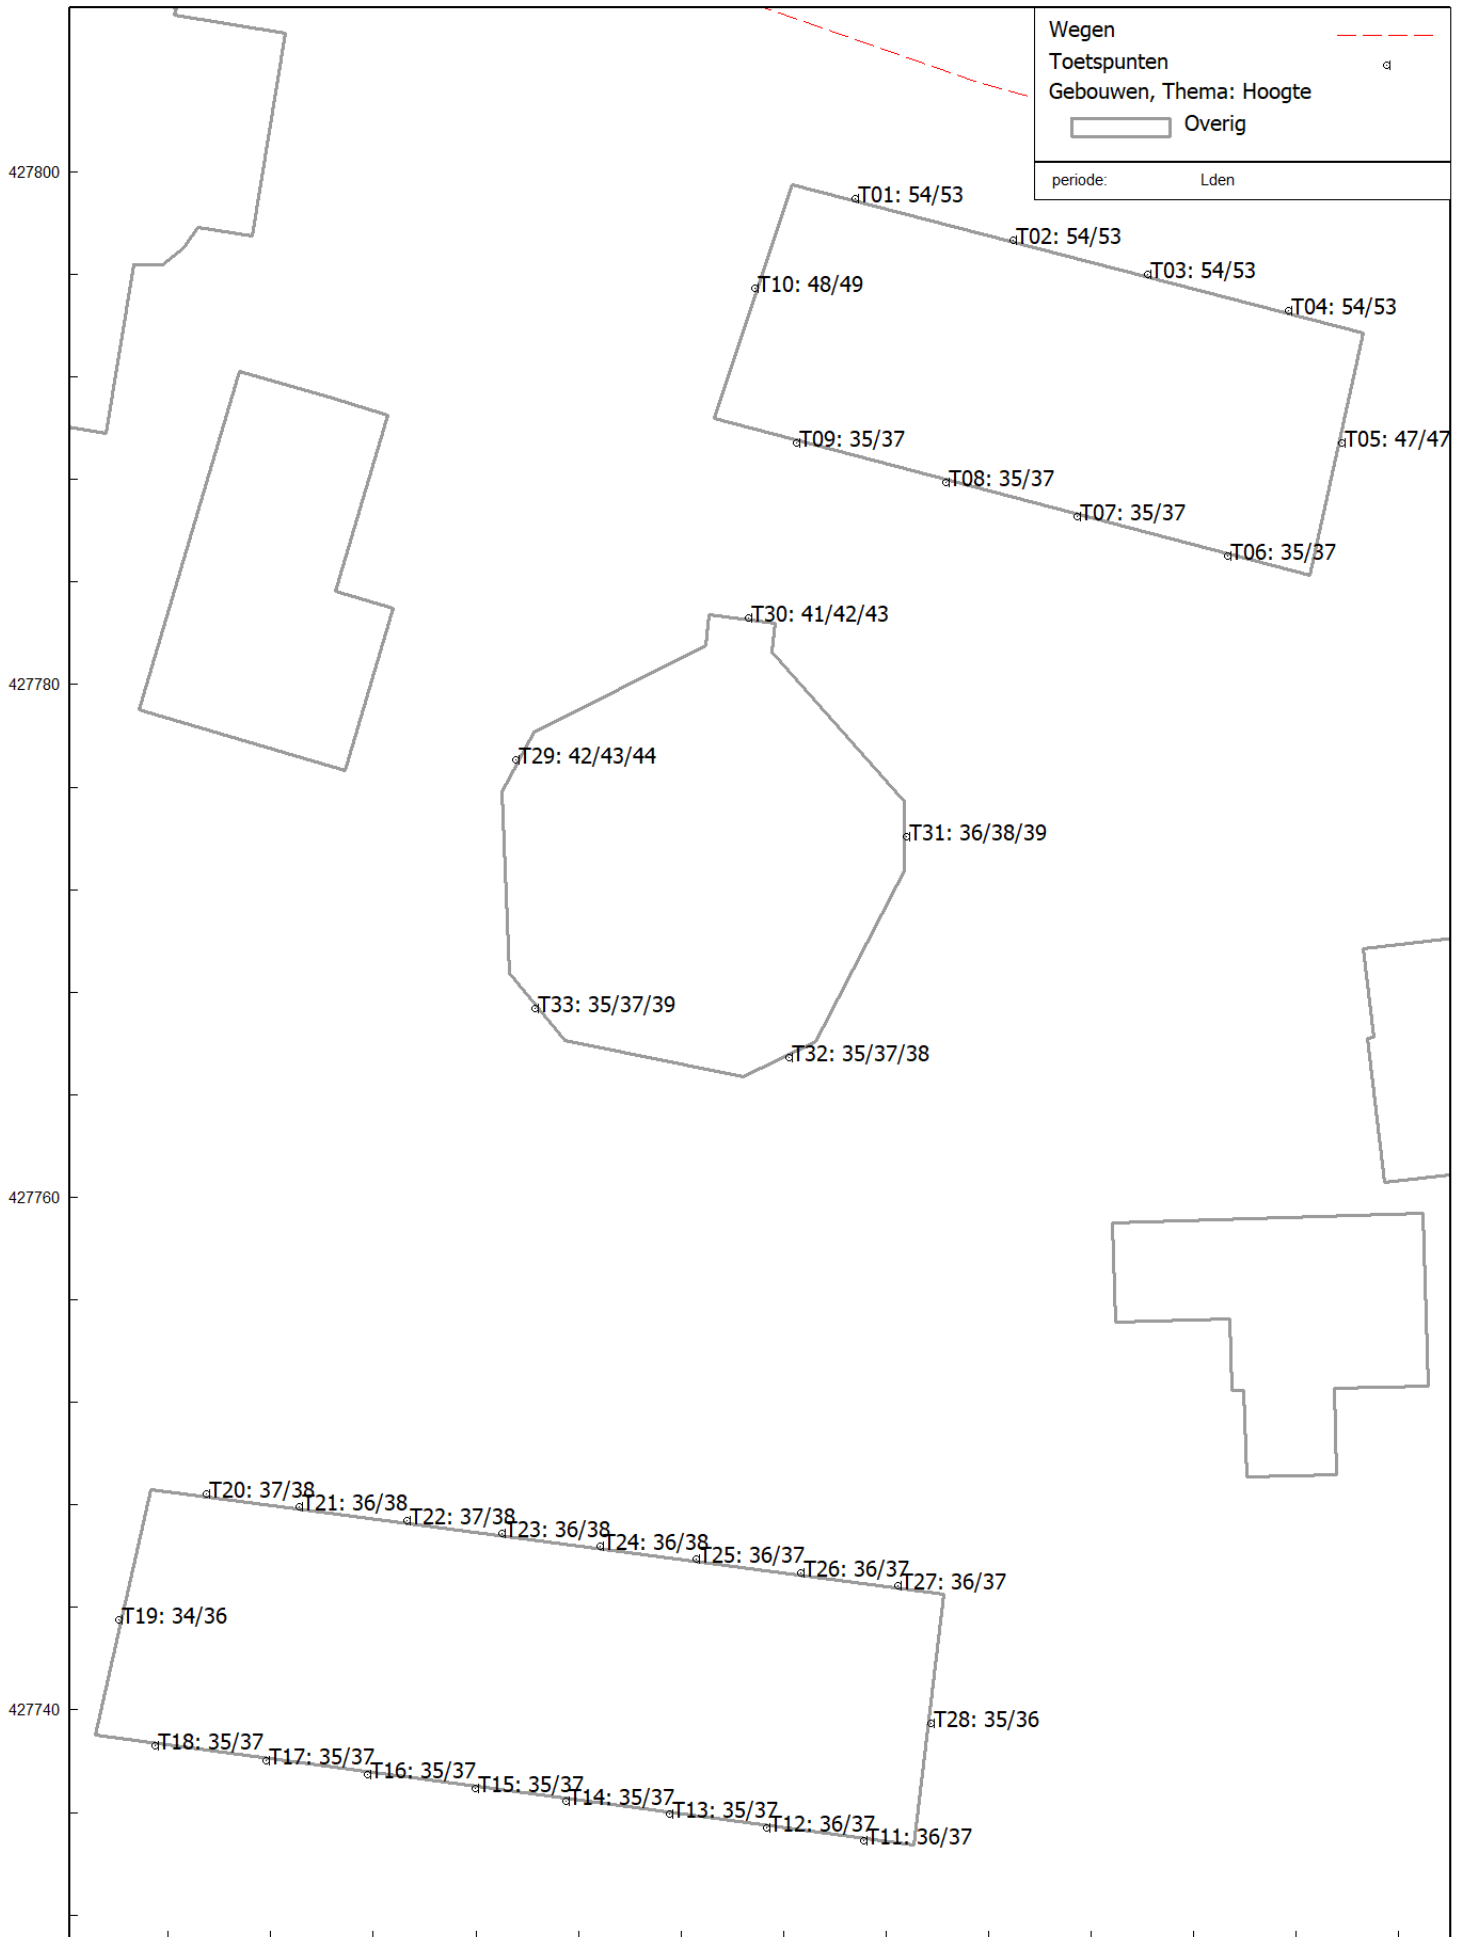 Wegen
Toetspunten
Gebouwen, Thema: Hoogte
Overig
periode: Lden
427800
T01: 54/53
T02: 54/53
T03: 54/53
T10: 48/49
T04: 54/53
T09: 35/37
T05: 47/47
T08: 35/37
T07: 35/37
T06: 35/37
T30: 41/42/43
427780
T29: 42/43/44
T31: 36/38/39
T33: 35/37/39
T32: 35/37/38
427760
T20: 37/38
T21: 36/38
T22: 37/38
T23: 36/38
T24: 36/38
T25: 36/37
T26: 36/37
T27: 36/37
T19: 34/36
427740
T28: 35/36
T18: 35/37
T17: 35/37
T16: 35/37
T15: 35/37
T14: 35/37
T13: 35/37
T12: 36/37
T11: 36/37